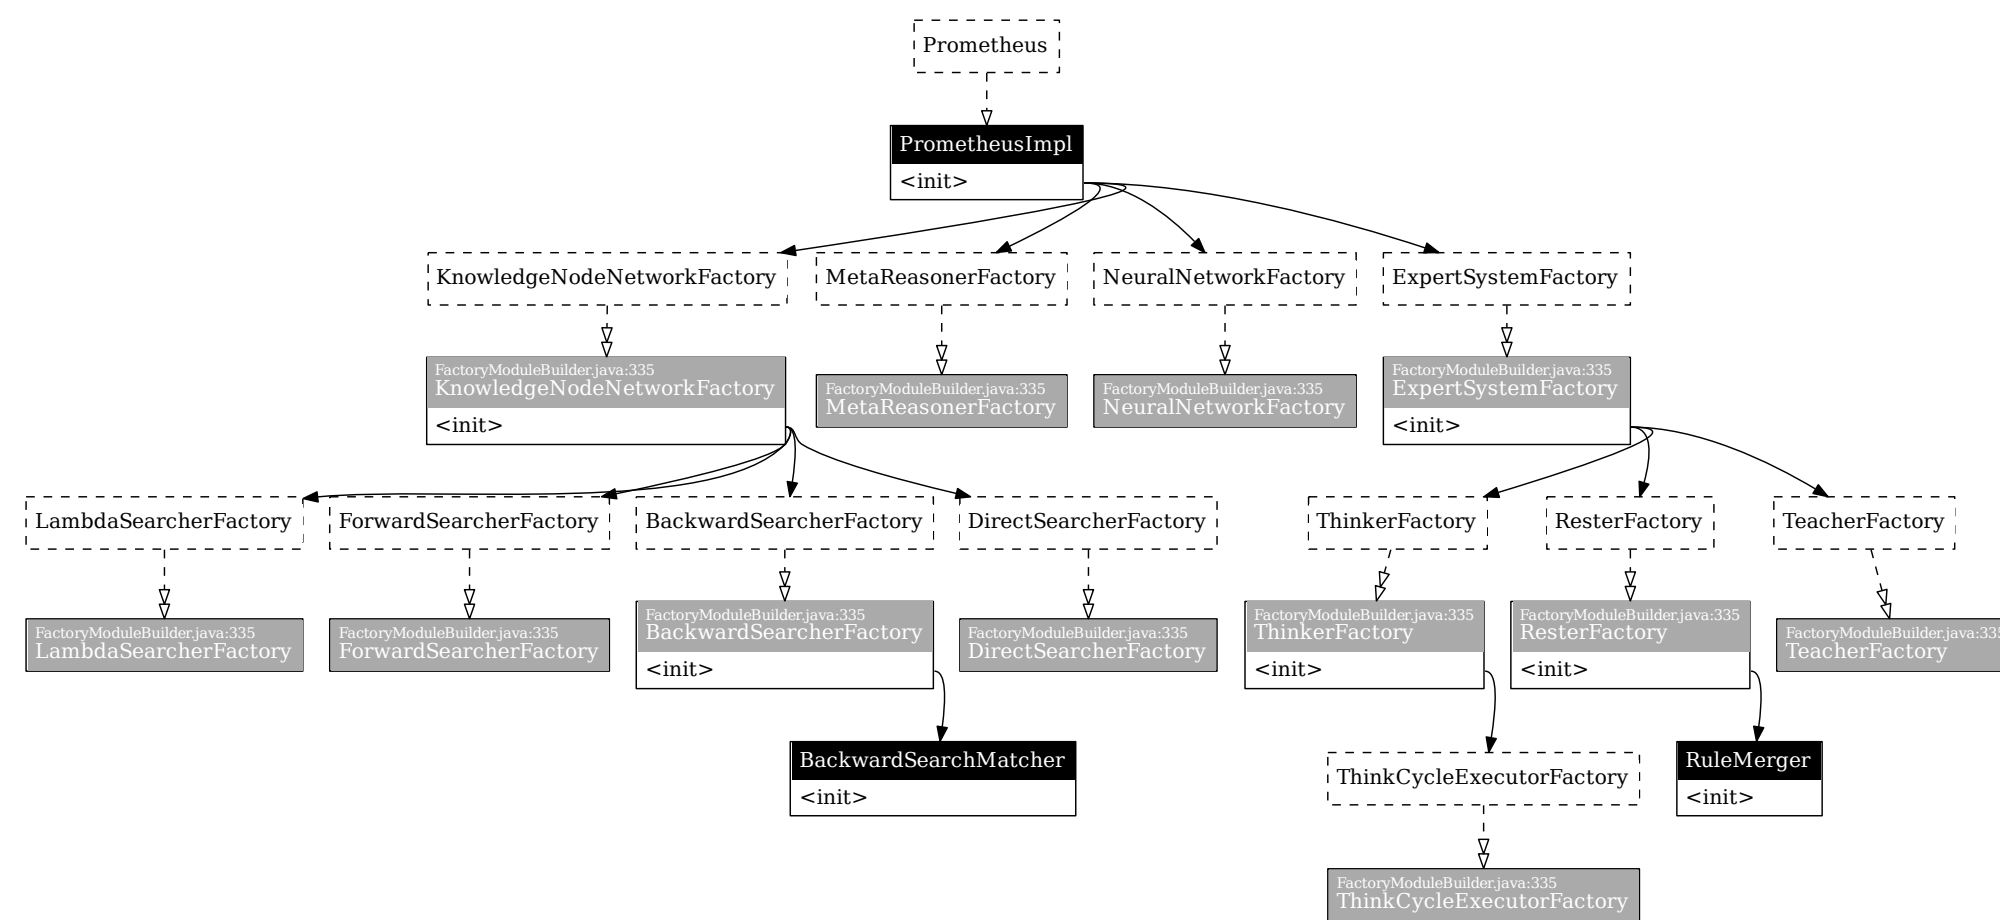 Prometheus
PrometheusImpl
<init>
KnowledgeNodeNetworkFactory
MetaReasonerFactory
NeuralNetworkFactory
ExpertSystemFactory
FactoryModuleBuilder.java:335
KnowledgeNodeNetworkFactory
<init>
FactoryModuleBuilder.java:335
MetaReasonerFactory
FactoryModuleBuilder.java:335
NeuralNetworkFactory
FactoryModuleBuilder.java:335
ExpertSystemFactory
<init>
LambdaSearcherFactory
ForwardSearcherFactory
BackwardSearcherFactory
DirectSearcherFactory
ThinkerFactory
ResterFactory
TeacherFactory
FactoryModuleBuilder.java:335
LambdaSearcherFactory
FactoryModuleBuilder.java:335
ForwardSearcherFactory
FactoryModuleBuilder.java:335
BackwardSearcherFactory
<init>
FactoryModuleBuilder.java:335
DirectSearcherFactory
FactoryModuleBuilder.java:335
ThinkerFactory
<init>
FactoryModuleBuilder.java:335
ResterFactory
<init>
FactoryModuleBuilder.java:33
TeacherFactory
BackwardSearchMatcher
<init>
ThinkCycleExecutorFactory
RuleMerger
<init>
FactoryModuleBuilder.java:335
ThinkCycleExecutorFactory